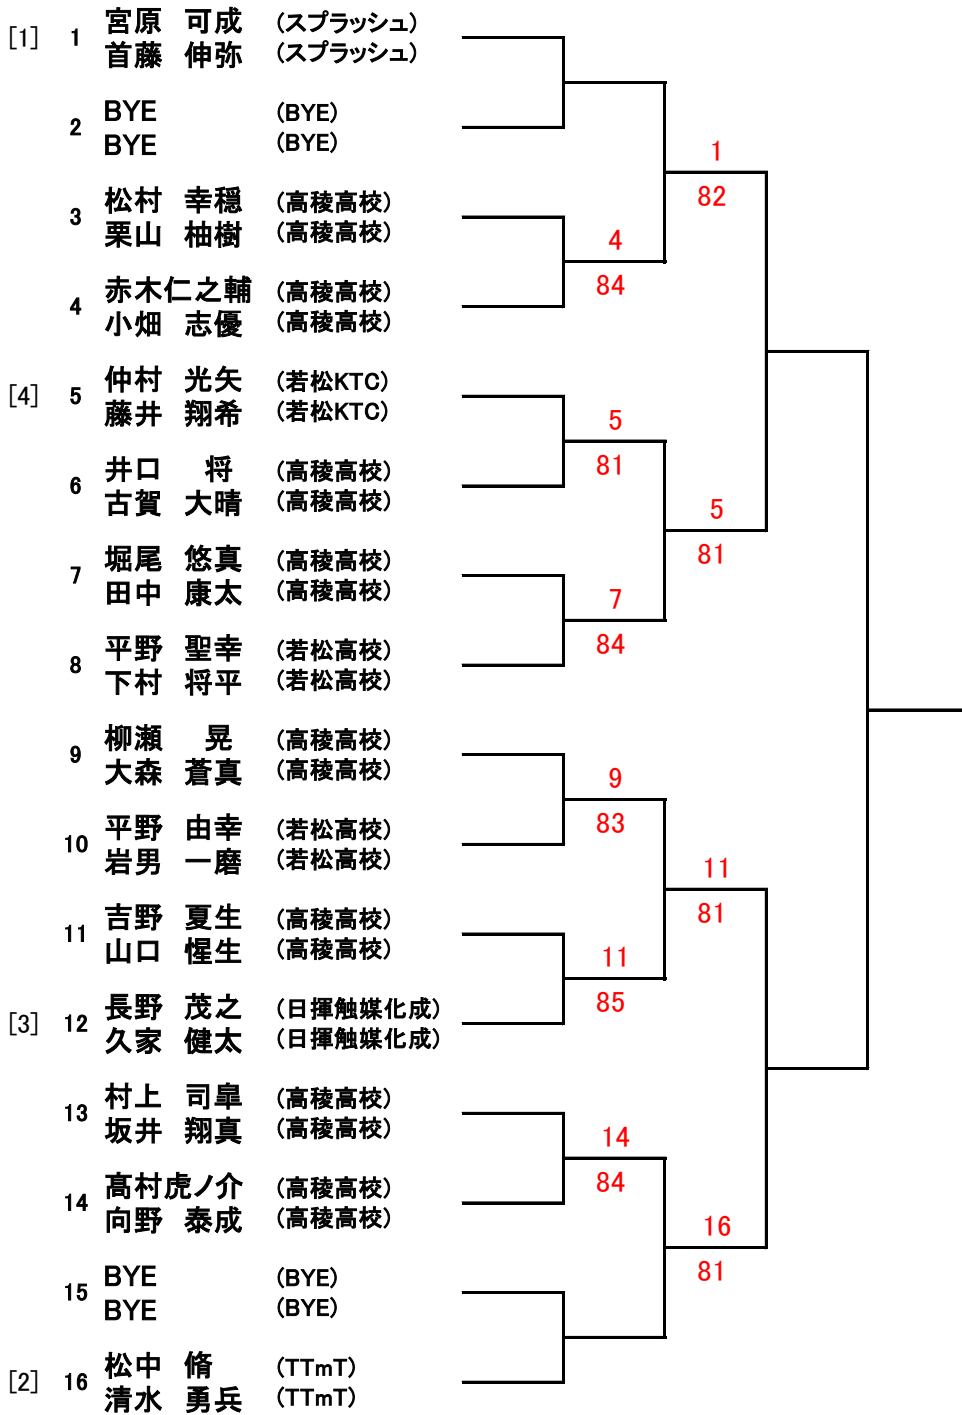 [1] 1 宮原 可成 (スプラッシュ)
首藤 伸弥 (スプラッシュ)
2 BYE (BYE)
BYE (BYE)
1
82
3 松村 幸穏 (高稜高校)
栗山 柚樹 (高稜高校)
4
84
4 赤木仁之輔 (高稜高校)
小畑 志優 (高稜高校)
[4] 5 仲村 光矢 (若松KTC)
藤井 翔希 (若松KTC)
5
81
6 井口 将 (高稜高校)
古賀 大晴 (高稜高校)
5
81
7 堀尾 悠真 (高稜高校)
田中 康太 (高稜高校)
7
84
8 平野 聖幸 (若松高校)
下村 将平 (若松高校)
9 柳瀬 晃 (高稜高校)
大森 蒼真 (高稜高校)
9
83
10 平野 由幸 (若松高校)
岩男 一磨 (若松高校)
11
81
11 吉野 夏生 (高稜高校)
山口 惺生 (高稜高校)
11
85
[3] 12 長野 茂之 (日揮触媒化成)
久家 健太 (日揮触媒化成)
13 村上 司皐 (高稜高校)
坂井 翔真 (高稜高校)
14
84
14 髙村虎ノ介 (高稜高校)
向野 泰成 (高稜高校)
16
81
15 BYE (BYE)
BYE (BYE)
[2] 16 松中 脩 (TTmT)
清水 勇兵 (TTmT)